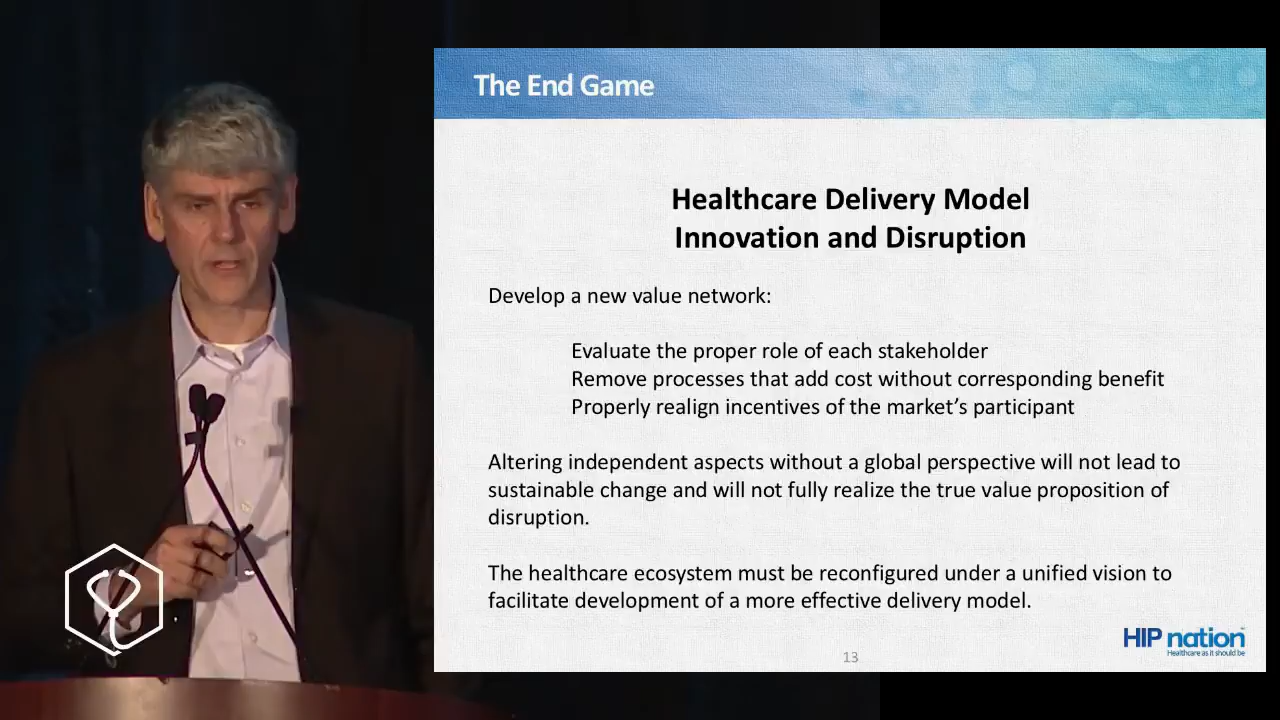 The End Game
Healthcare Delivery Model
Innovation and Disruption
Develop a new value network:
Evaluate the proper role of each stakeholder
Remove processes that add cost without corresponding benefit
Properly realign incentives of the market's participant
Altering independent aspects without a global perspective will not lead to
sustainable change and will not fully realize the true value proposition of
disruption.
The healthcare ecosystem must be reconfigured under a unified vision to
facilitate development of a more effective delivery model.
HIP nation
Healthcare as it should be
13